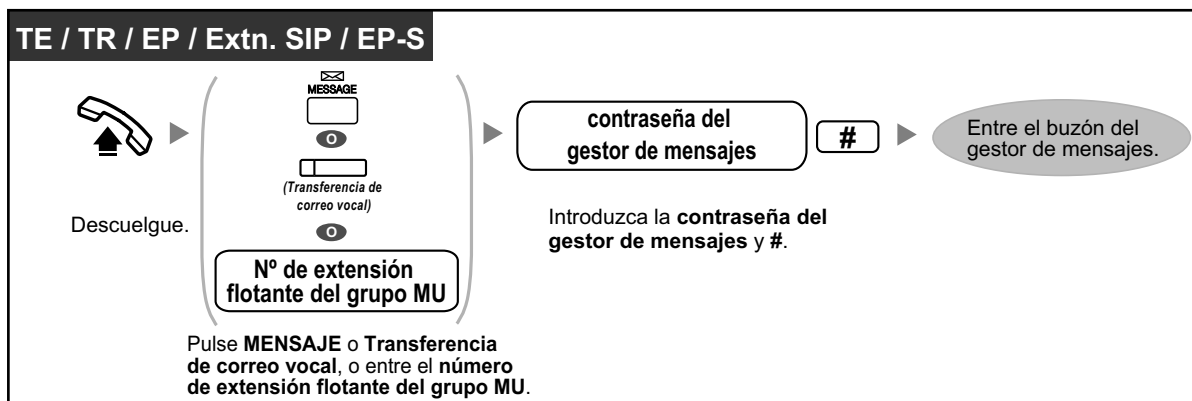 TE / TR / EP / Extn. SIP / EP-S
Descuelgue.
MESSAGE
O
(Transferencia de
correo vocal)
O
Nº de extensión
flotante del grupo MU
Pulse MENSAJE o Transferencia
de correo vocal, o entre el número
de extensión flotante del grupo MU.
contraseña del
gestor de mensajes
#
Introduzca la contraseña del
gestor de mensajes y #.
Entre el buzón del
gestor de mensajes.